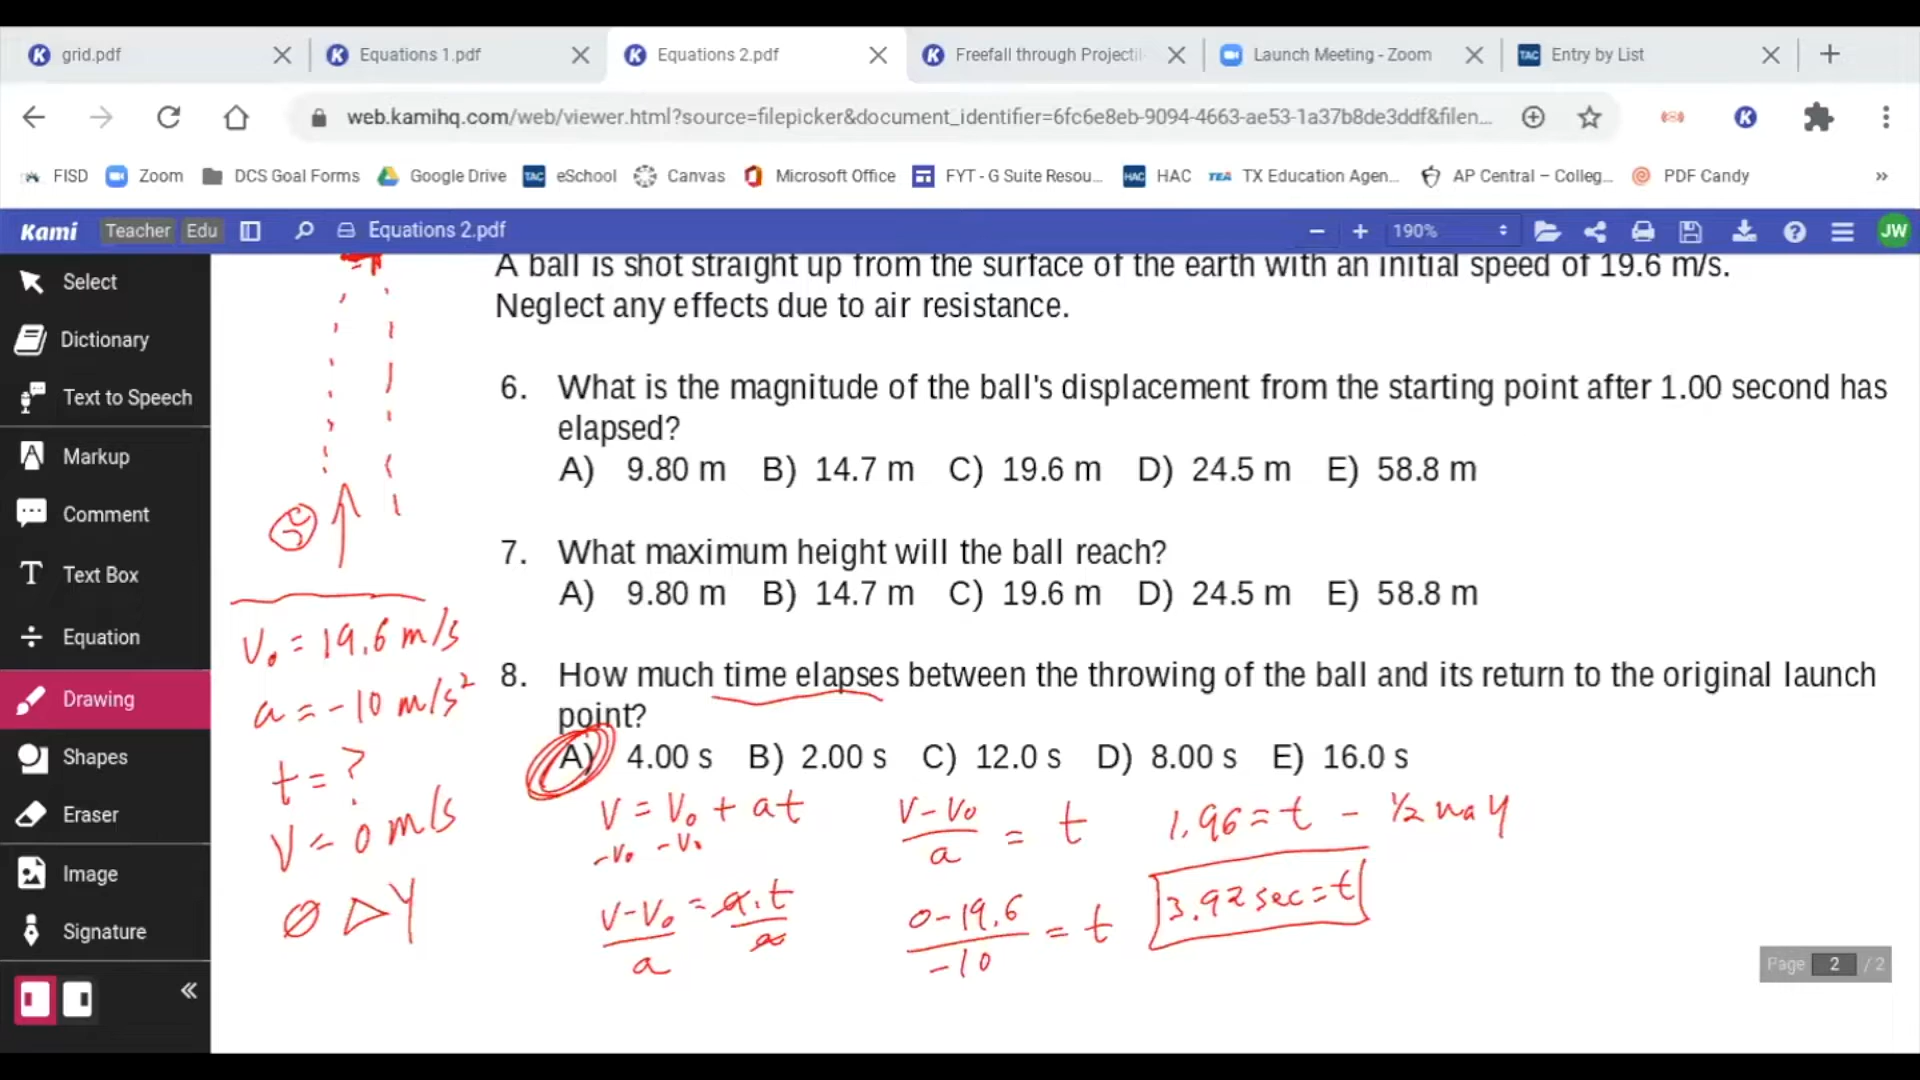 grid.pdf
Equations 1.pdf
Equations 2.pdf
Freefall through Projectil
Launch Meeting - Zoom
TAC
Entry by List
web.kamihq.com/web/viewer.html?source=filepicker&document_identifier=6fc6e8eb-9094-4663-ae53-1a37b8de3ddf&filen...
FISD
Zoom
DCS Goal Forms
Google Drive
TAC eSchool
Canvas
Microsoft Office
FYT - G Suite Resou...
HAC HAC
TEA TX Education Agen...
AP Central – Colleg...
PDF Candy
»
Kami Teacher Edu
Equations 2.pdf
190%
JW
Select
Dictionary
Text to Speech
Markup
Comment
Text Box
Equation
Drawing
Shapes
Eraser
Image
Signature
A ball is shot straight up from the surface of the earth with an initial speed of 19.6 m/s.
Neglect any effects due to air resistance.
6. What is the magnitude of the ball's displacement from the starting point after 1.00 second has
elapsed?
A) 9.80 m B) 14.7 m C) 19.6 m D) 24.5 m E) 58.8 m
7. What maximum height will the ball reach?
A) 9.80 m B) 14.7 m C) 19.6 m D) 24.5 m E) 58.8 m
8. How much time elapses between the throwing of the ball and its return to the original launch
point?
A) 4.00 s B) 2.00 s C) 12.0 s D) 8.00 s E) 16.0 s
V₀ = 19.6 m/s
a = -10 m/s²
t = ?
V = 0 m/s
Ø ΔY
V = V₀ + at
-V₀ -V₀
V-V₀ = a·t
a a
V-V₀ = t
a
0-19.6 = t
-10
1.96 = t - ½ way
3.92 sec = t
Page 2 / 2